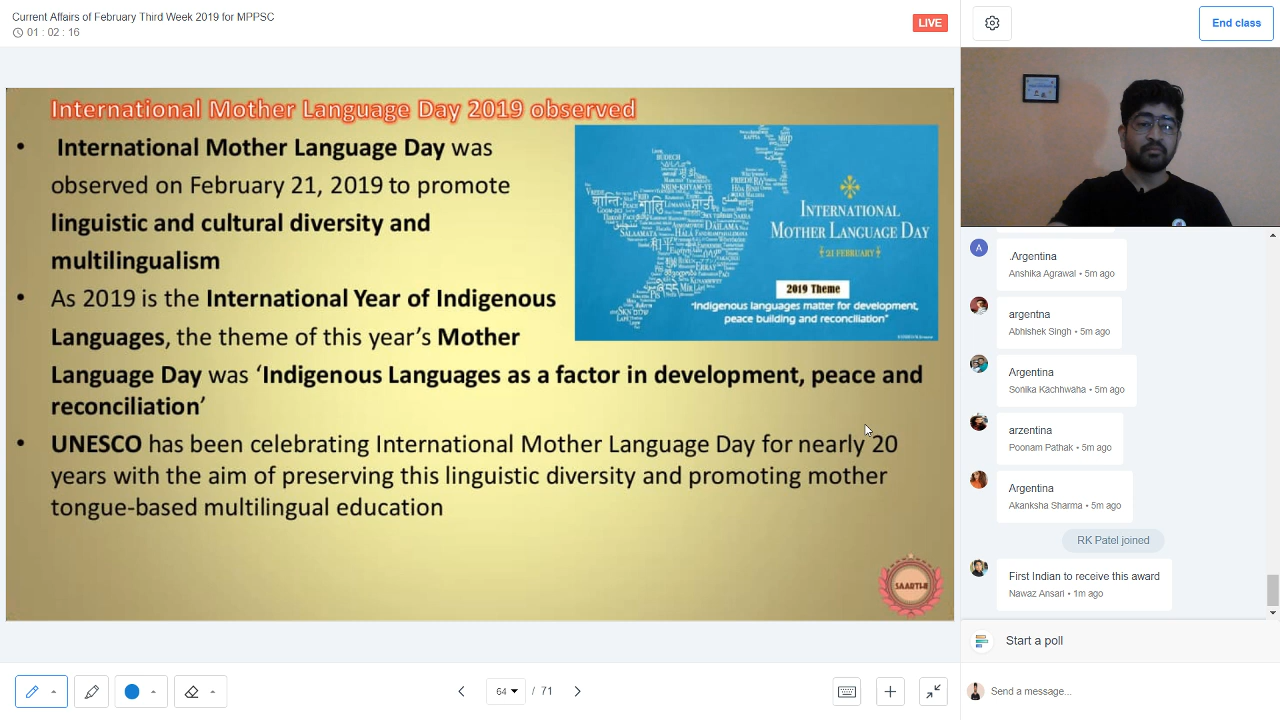 Current Affairs of February Third Week 2019 for MPPSC
01 : 02 : 16
LIVE
End class
International Mother Language Day 2019 observed
• International Mother Language Day was
observed on February 21, 2019 to promote
linguistic and cultural diversity and
multilingualism
• As 2019 is the International Year of Indigenous
Languages, the theme of this year's Mother
Language Day was 'Indigenous Languages as a factor in development, peace and
reconciliation'
• UNESCO has been celebrating International Mother Language Day for nearly 20
years with the aim of preserving this linguistic diversity and promoting mother
tongue-based multilingual education
INTERNATIONAL
MOTHER LANGUAGE DAY
21 FEBRUARY
2019 Theme
"Indigenous languages matter for development,
peace building and reconciliation"
SAARTHI
.Argentina
Anshika Agrawal • 5m ago
argentna
Abhishek Singh • 5m ago
Argentina
Sonika Kachhwaha • 5m ago
arzentina
Poonam Pathak • 5m ago
Argentina
Akanksha Sharma • 5m ago
RK Patel joined
First Indian to receive this award
Nawaz Ansari • 1m ago
Start a poll
Send a message...
64 / 71
A